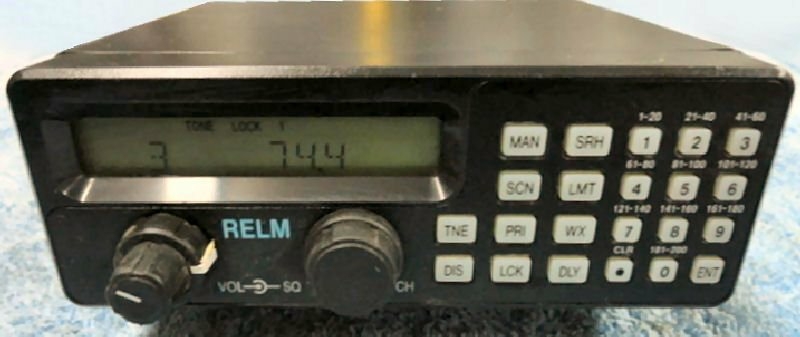 TONE LOCK 1
3 74.4
RELM
VOL SQ CH
1-20 21-40 41-60
MAN SRH 1 2 3
61-80 81-100 101-120
SCN LMT 4 5 6
121-140 141-160 161-180
TNE PRI WX 7 8 9
CLR 181-200
DIS LCK DLY • 0 ENT